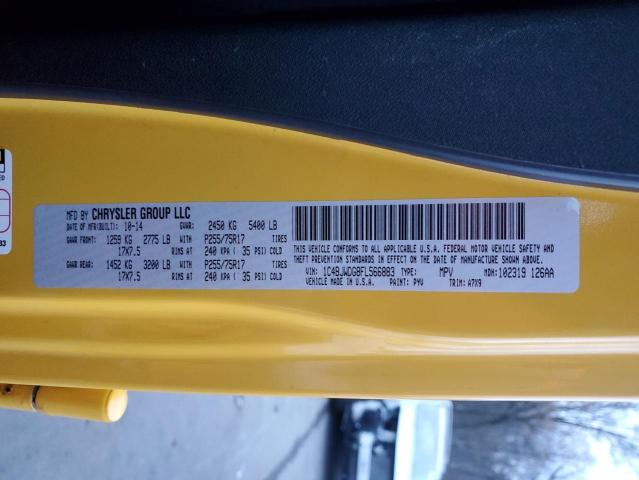 MFD BY CHRYSLER GROUP LLC
DATE OF MFR(BUILT): 10-14 GVWR: 2450 KG 5400 LB
GAWR FRONT: 1259 KG 2775 LB WITH P255/75R17
17X7.5 RIMS AT 240 KPA ( 35 PSI) COLD
GAWR REAR: 1452 KG 3200 LB WITH P255/75R17
17X7.5 RIMS AT 240 KPA ( 35 PSI) COLD
THIS VEHICLE CONFORMS TO ALL APPLICABLE U.S.A. FEDERAL MOTOR VEHICLE SAFETY AND
THEFT PREVENTION STANDARDS IN EFFECT ON THE DATE OF MANUFACTURE SHOWN ABOVE.
VIN: 1C4BJWDG8FL566883 TYPE: MPV MDH: 102319 126AA
VEHICLE MADE IN U.S.A. PAINT: PYV TRIM: A7X9
83